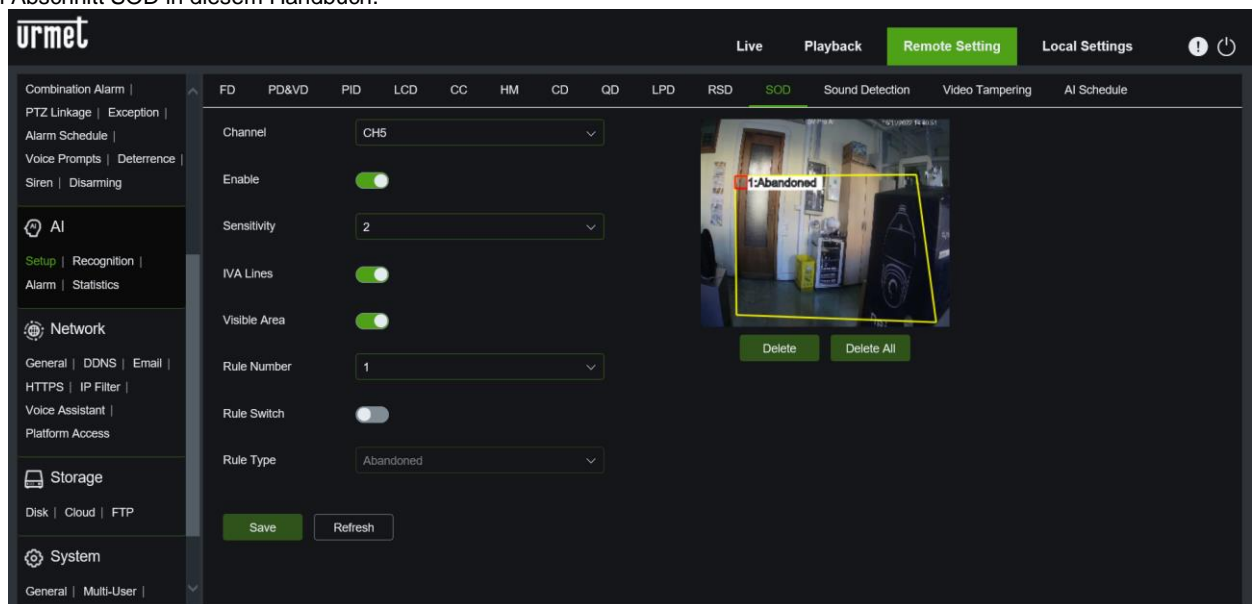 Abschnitt SOD in diesem Handbuch.
urmet
Live Playback Remote Setting Local Settings
Combination Alarm |
PTZ Linkage | Exception |
Alarm Schedule |
Voice Prompts | Deterrence |
Siren | Disarming
AI
Setup | Recognition |
Alarm | Statistics
Network
General | DDNS | Email |
HTTPS | IP Filter |
Voice Assistant |
Platform Access
Storage
Disk | Cloud | FTP
System
General | Multi-User |
FD PD&VD PID LCD CC HM CD QD LPD RSD SOD Sound Detection Video Tampering AI Schedule
Channel CH5
Enable
Sensitivity 2
IVA Lines
Visible Area
Rule Number 1
Rule Switch
Rule Type Abandoned
Save Refresh
1:Abandoned
Delete Delete All